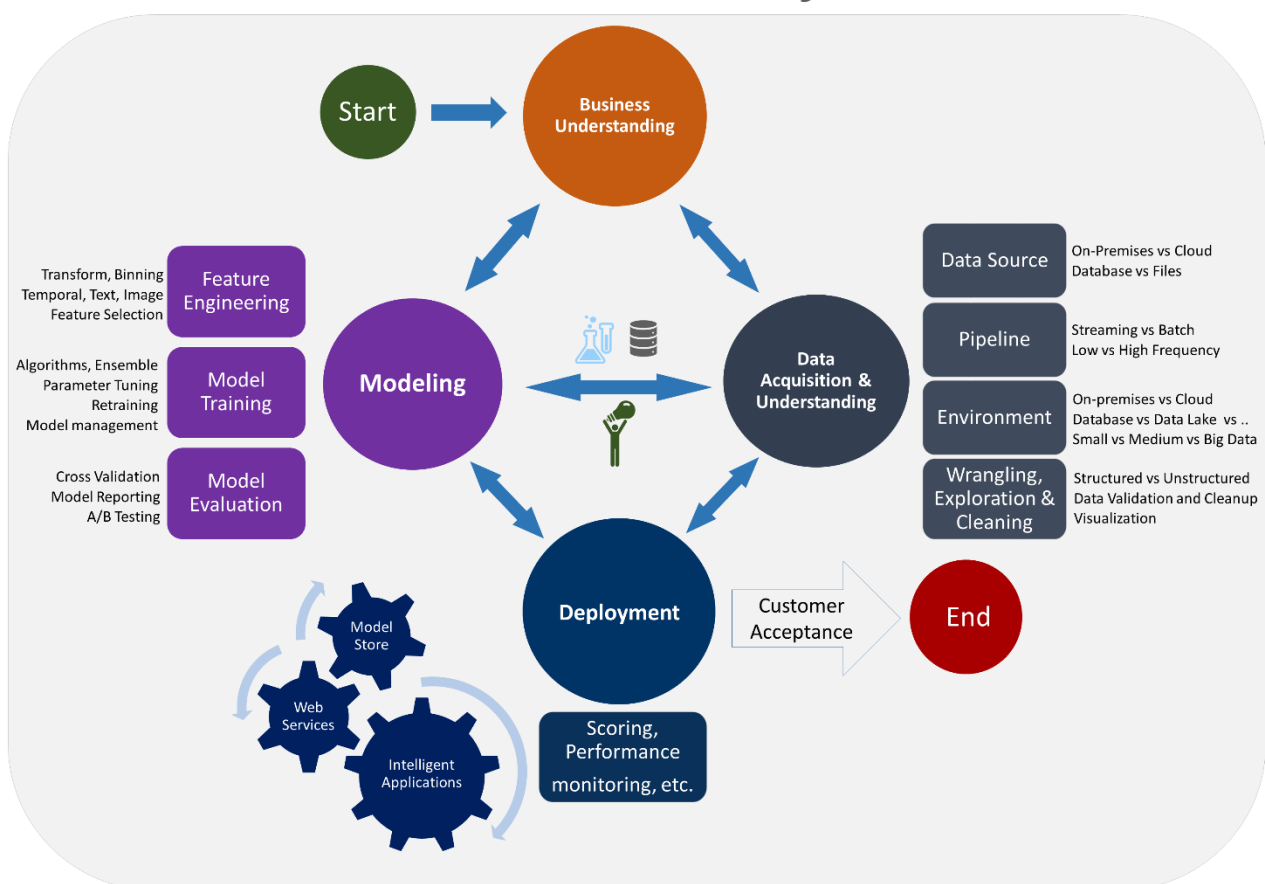 Start
Business
Understanding
Transform, Binning
Temporal, Text, Image
Feature Selection
Feature
Engineering
Algorithms, Ensemble
Parameter Tuning
Retraining
Model management
Model
Training
Cross Validation
Model Reporting
A/B Testing
Model
Evaluation
Modeling
Data
Acquisition &
Understanding
Data Source
On-Premises vs Cloud
Database vs Files
Pipeline
Streaming vs Batch
Low vs High Frequency
Environment
On-premises vs Cloud
Database vs Data Lake  vs ..
Small vs Medium vs Big Data
Wrangling,
Exploration &
Cleaning
Structured vs Unstructured
Data Validation and Cleanup
Visualization
Deployment
Customer
Acceptance
End
Model
Store
Web
Services
Intelligent
Applications
Scoring,
Performance
monitoring, etc.